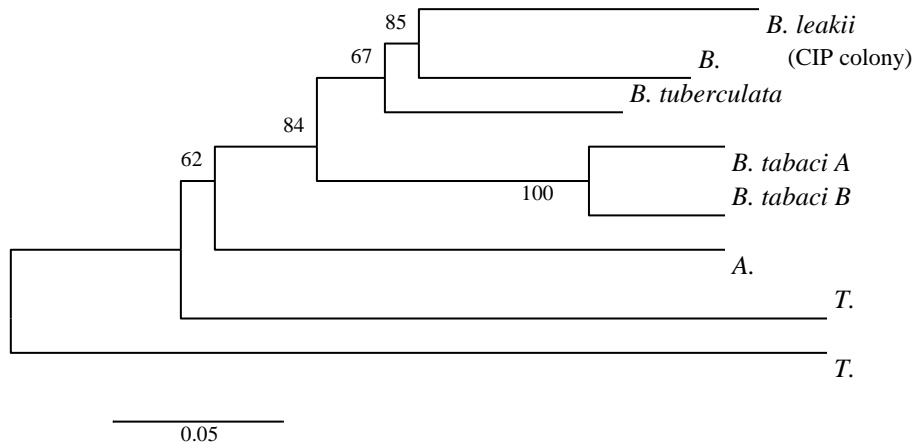 85
B. leakii
(CIP colony)
67
B.
B. tuberculata
84
62
B. tabaci A
100
B. tabaci B
A.
T.
T.
0.05